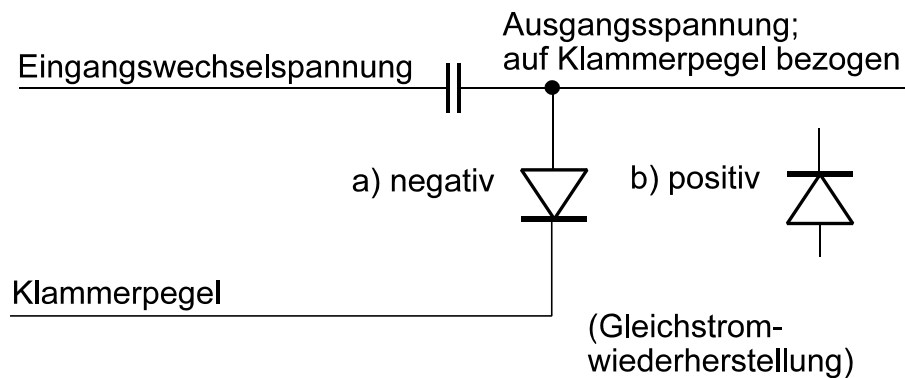 Ausgangsspannung;
auf Klammerpegel bezogen
Eingangswechselspannung
a) negativ
b) positiv
Klammerpegel
(Gleichstrom-
wiederherstellung)